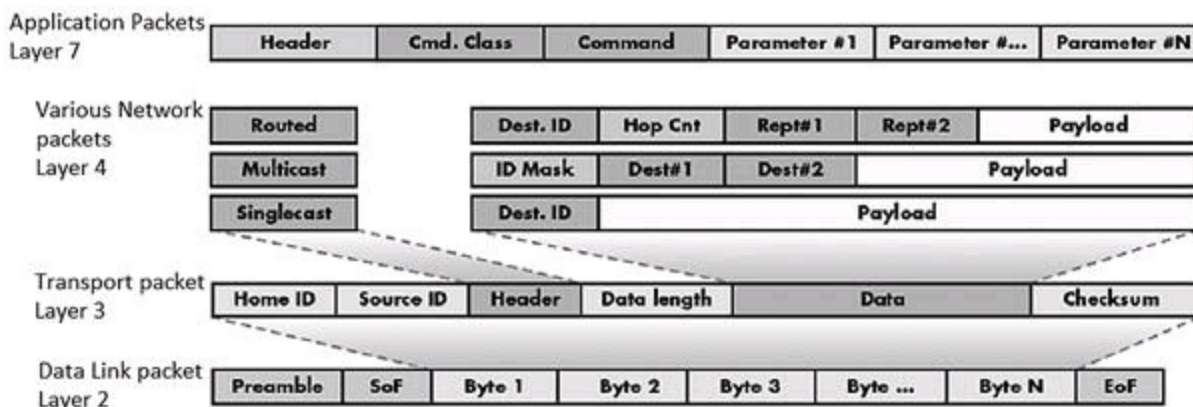 Application Packets
Layer 7
Header Cmd. Class Command Parameter #1 Parameter #... Parameter #N
Various Network
packets
Layer 4
Routed Dest. ID Hop Cnt Rept#1 Rept#2 Payload
Multicast ID Mask Dest#1 Dest#2 Payload
Singlecast Dest. ID Payload
Transport packet
Layer 3
Home ID Source ID Header Data length Data Checksum
Data Link packet
Layer 2
Preamble SoF Byte 1 Byte 2 Byte 3 Byte ... Byte N EoF